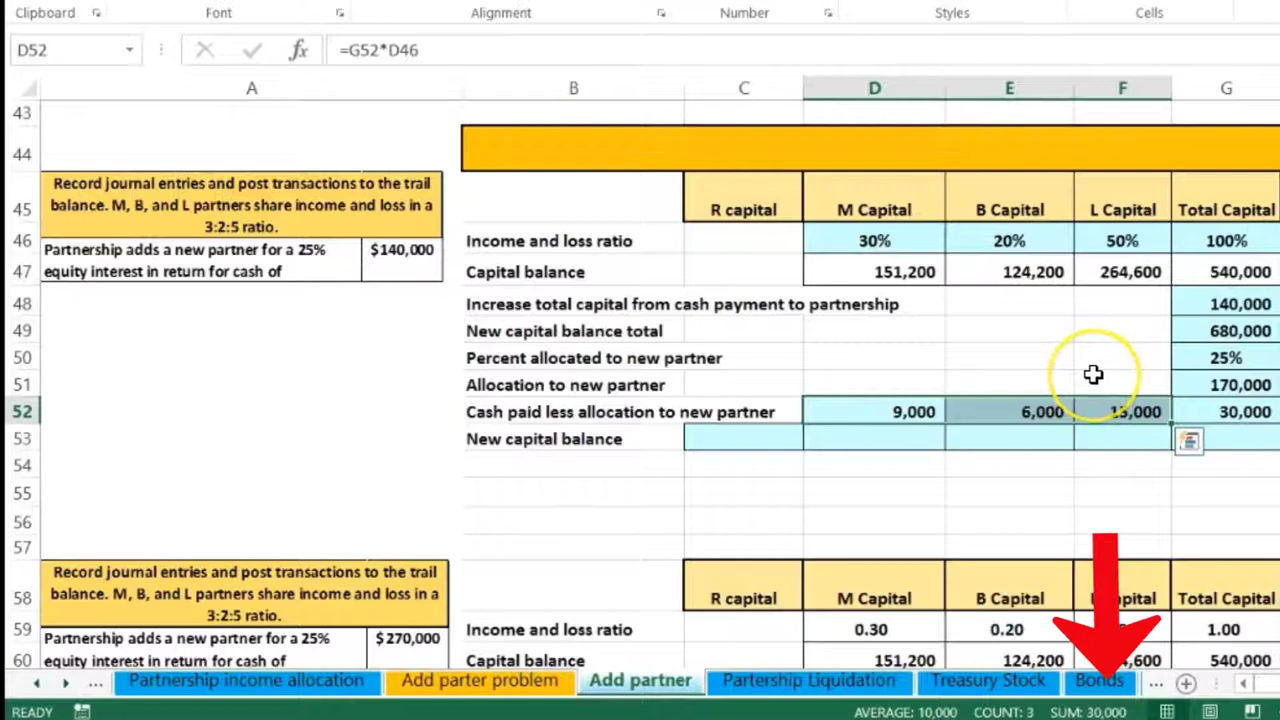 Clipboard Font Alignment Number Styles Cells
D52 fx =G52*D46
A B C D E F G
43
44
45 Record journal entries and post transactions to the trail
balance. M, B, and L partners share income and loss in a
3:2:5 ratio. R capital M Capital B Capital L Capital Total Capital
46 Partnership adds a new partner for a 25% $140,000 Income and loss ratio 30% 20% 50% 100%
47 equity interest in return for cash of Capital balance 151,200 124,200 264,600 540,000
48 Increase total capital from cash payment to partnership 140,000
49 New capital balance total 680,000
50 Percent allocated to new partner 25%
51 Allocation to new partner 170,000
52 Cash paid less allocation to new partner 9,000 6,000 15,000 30,000
53 New capital balance
54
55
56
57
58 Record journal entries and post transactions to the trail
balance. M, B, and L partners share income and loss in a
3:2:5 ratio. R capital M Capital B Capital Total Capital
59 Partnership adds a new partner for a 25% $270,000 Income and loss ratio 0.30 0.20 1.00
60 equity interest in return for cash of Capital balance 151,200 124,200 540,000
... Partnership income allocation Add parter problem Add partner Partership Liquidation Treasury Stock Bonds ...
READY AVERAGE: 10,000 COUNT: 3 SUM: 30,000